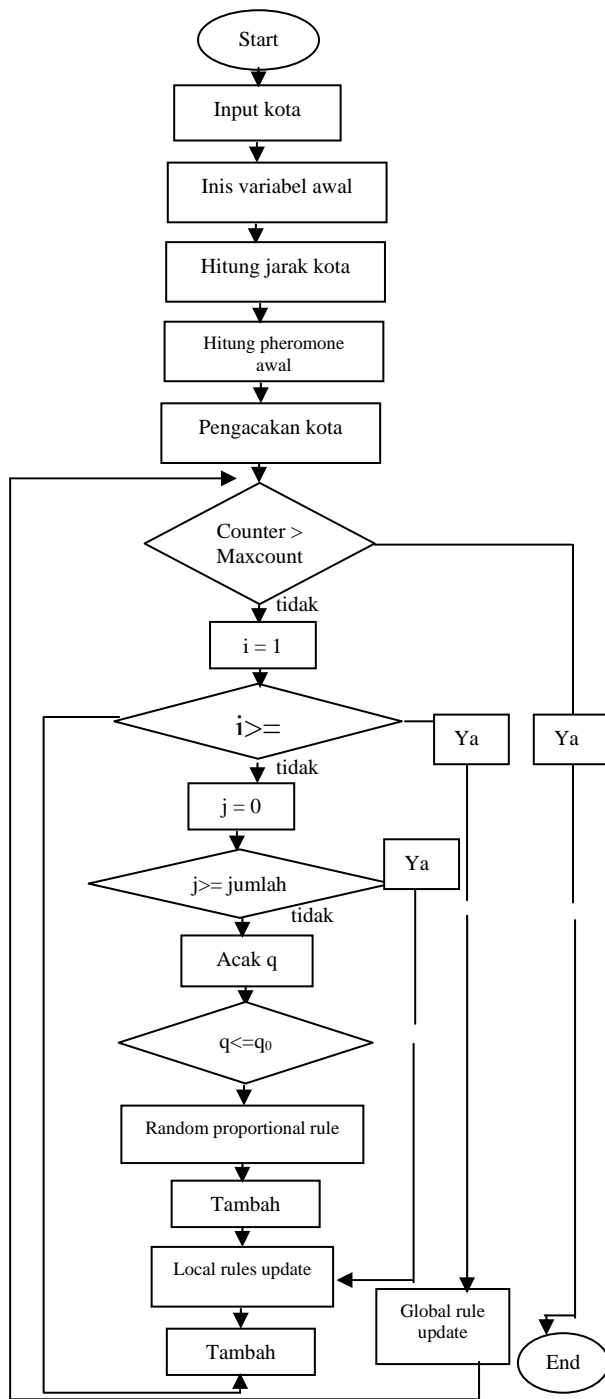 Start
Input kota
Inis variabel awal
Hitung jarak kota
Hitung pheromone
awal
Pengacakan kota
Counter >
Maxcount
tidak
i = 1
i>=
Ya
Ya
tidak
j = 0
Ya
j>= jumlah
tidak
Acak q
q<=q₀
Random proportional rule
Tambah
Local rules update
Global rule
update
Tambah
End